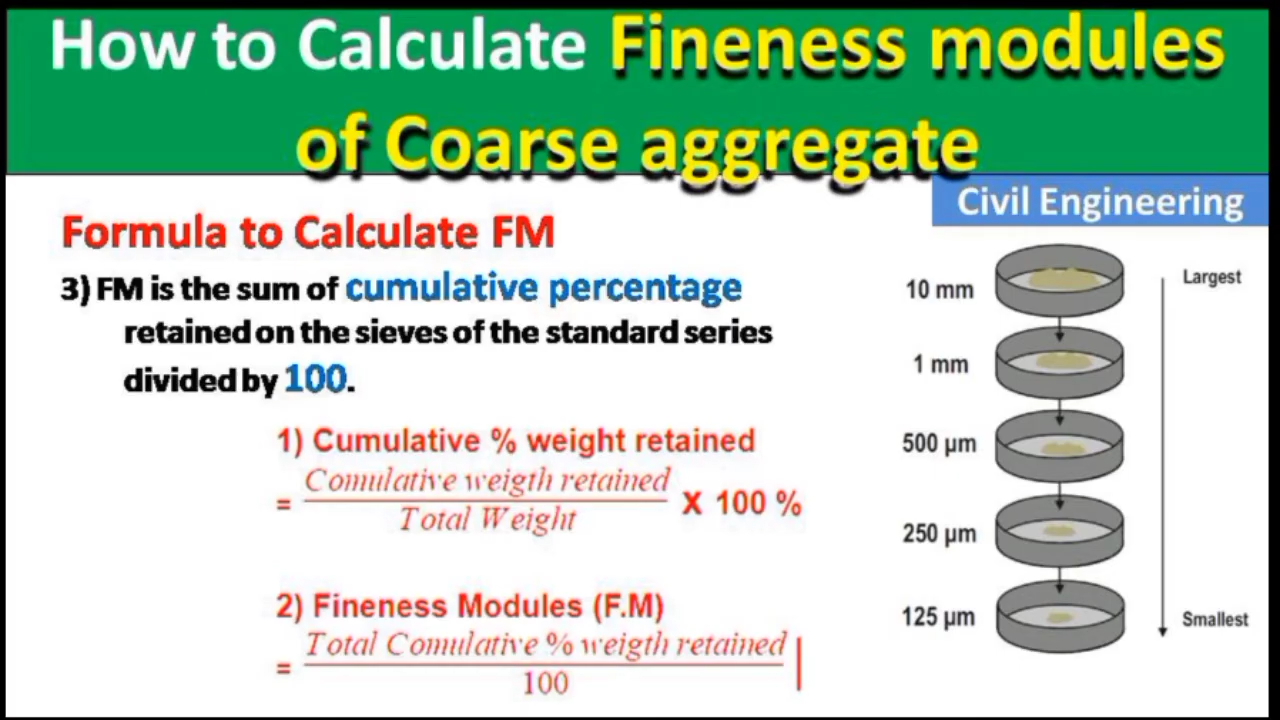 How to Calculate Fineness modules
of Coarse aggregate
Civil Engineering
Formula to Calculate FM
3) FM is the sum of cumulative percentage
retained on the sieves of the standard series
divided by 100.
1) Cumulative % weight retained
= Comulative weigth retained / Total Weight X 100 %
2) Fineness Modules (F.M)
= Total Comulative % weigth retained / 100
10 mm
Largest
1 mm
500 µm
250 µm
125 µm
Smallest